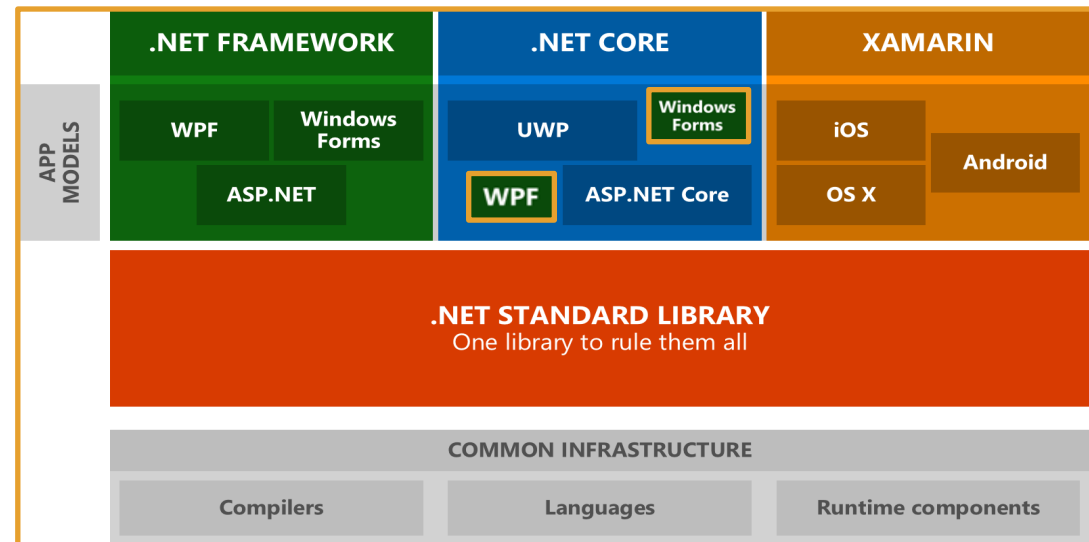 .NET FRAMEWORK
.NET CORE
XAMARIN
APP
MODELS
WPF
Windows
Forms
ASP.NET
UWP
Windows
Forms
WPF
ASP.NET Core
iOS
Android
OS X
.NET STANDARD LIBRARY
One library to rule them all
COMMON INFRASTRUCTURE
Compilers
Languages
Runtime components